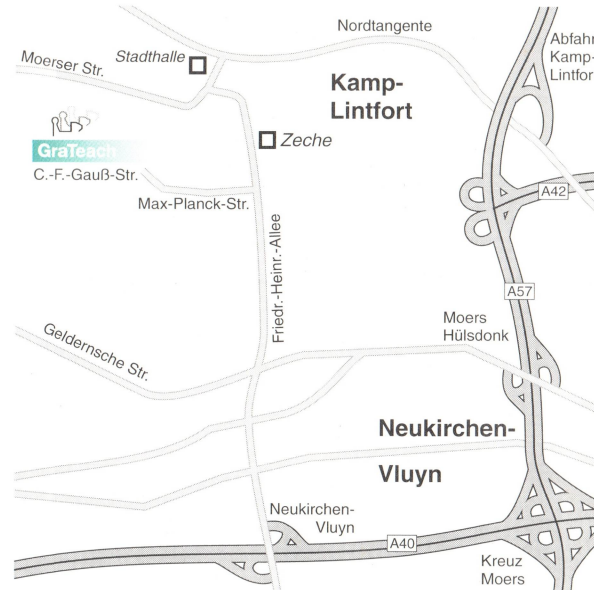 Nordtangente
Abfahr
Kamp-
Lintfor
Stadthalle
Moerser Str.
Kamp-
Lintfort
Zeche
GraTeach
C.-F.-Gauß-Str.
Max-Planck-Str.
A42
Friedr.-Heinr.-Allee
A57
Moers
Hülsdonk
Geldernsche Str.
Neukirchen-
Vluyn
Neukirchen-
Vluyn
A40
Kreuz
Moers